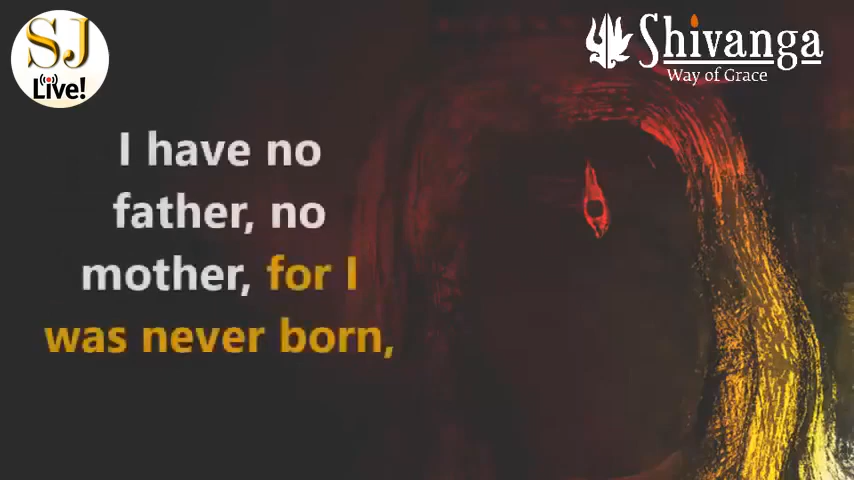 SJ
Live!
Shivanga
Way of Grace
I have no
father, no
mother, for I
was never born,